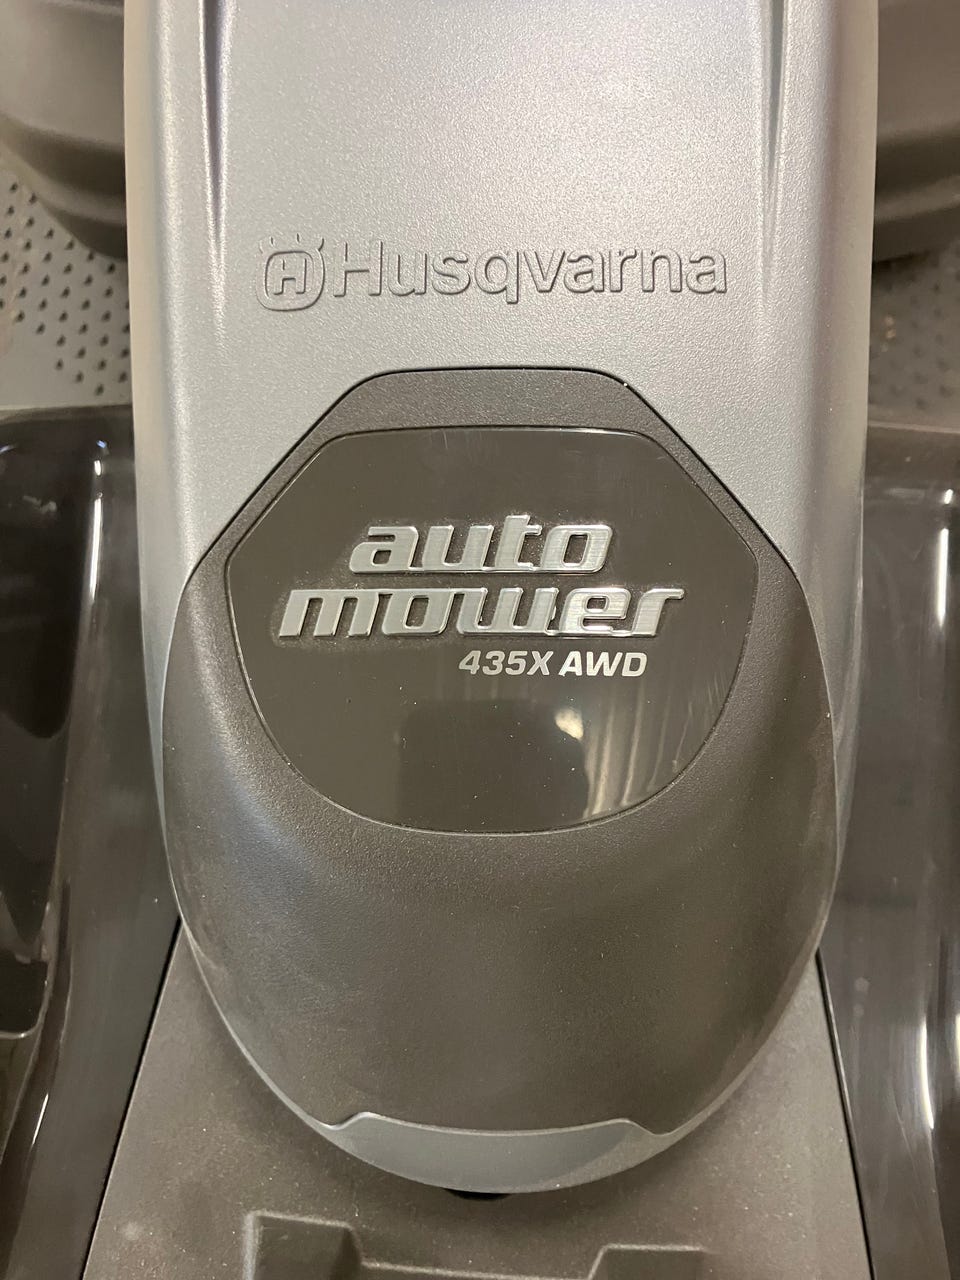 H Husqvarna
auto
mower
435X AWD